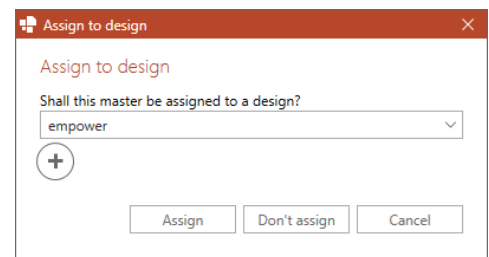 Assign to design
Assign to design
Shall this master be assigned to a design?
empower
Assign Don't assign Cancel